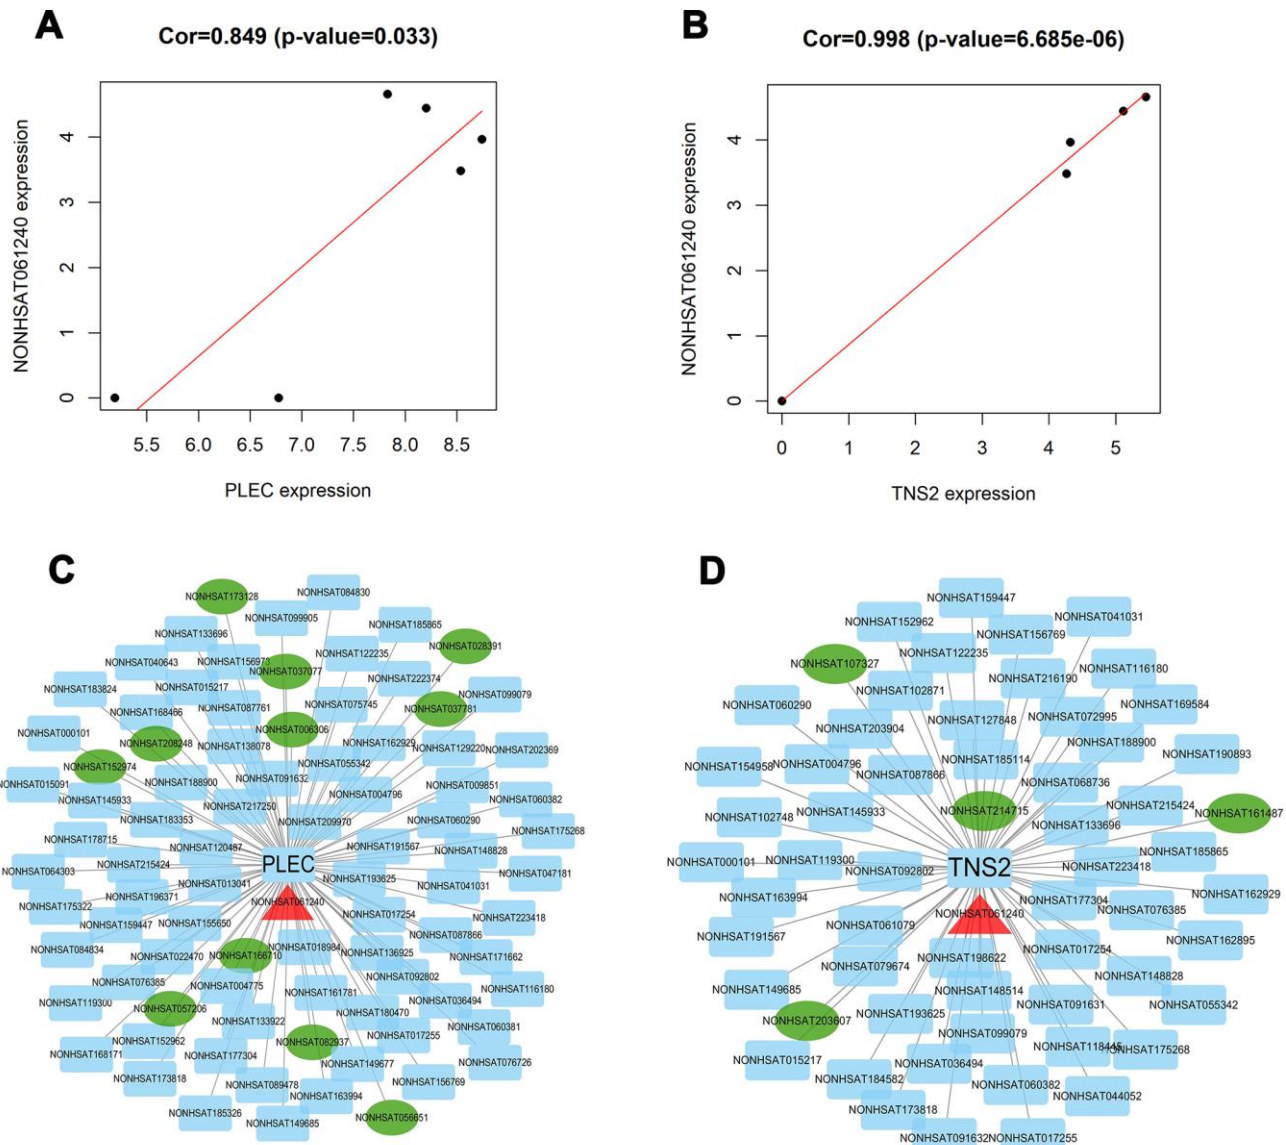 A
Cor=0.849 (p-value=0.033)
NONHSAT061240 expression
4
3
2
1
0
5.5 6.0 6.5 7.0 7.5 8.0 8.5
PLEC expression
B
Cor=0.998 (p-value=6.685e-06)
NONHSAT061240 expression
4
3
2
1
0
0 1 2 3 4 5
TNS2 expression
C
NONHSAT173128
NONHSAT084830
NONHSAT099905
NONHSAT133696
NONHSAT185865
NONHSAT028391
NONHSAT122235
NONHSAT040643
NONHSAT156973
NONHSAT037077
NONHSAT222374
NONHSAT183824
NONHSAT015217
NONHSAT099079
NONHSAT087761
NONHSAT075745
NONHSAT037781
NONHSAT168466
NONHSAT006306
NONHSAT000101
NONHSAT208248
NONHSAT138078
NONHSAT162929
NONHSAT129220
NONHSAT202369
NONHSAT152974
NONHSAT055342
NONHSAT015091
NONHSAT188900
NONHSAT091632
NONHSAT009851
NONHSAT145933
NONHSAT004796
NONHSAT060382
NONHSAT217250
NONHSAT183353
NONHSAT209970
NONHSAT060290
NONHSAT175268
NONHSAT178715
NONHSAT120487
NONHSAT191567
NONHSAT148828
NONHSAT215424
PLEC
NONHSAT064303
NONHSAT193625
NONHSAT047181
NONHSAT013041
NONHSAT041031
NONHSAT196371
NONHSAT061240
NONHSAT175322
NONHSAT017254
NONHSAT223418
NONHSAT159447
NONHSAT155650
NONHSAT087866
NONHSAT084834
NONHSAT018984
NONHSAT136925
NONHSAT022470
NONHSAT166710
NONHSAT171662
NONHSAT076385
NONHSAT092802
NONHSAT004775
NONHSAT161781
NONHSAT116180
NONHSAT119300
NONHSAT036494
NONHSAT057206
NONHSAT180470
NONHSAT133922
NONHSAT060381
NONHSAT152962
NONHSAT082937
NONHSAT017255
NONHSAT168171
NONHSAT177304
NONHSAT149677
NONHSAT076726
NONHSAT173818
NONHSAT089478
NONHSAT156769
NONHSAT163994
NONHSAT185326
NONHSAT056651
NONHSAT149685
D
NONHSAT159447
NONHSAT152962
NONHSAT041031
NONHSAT156769
NONHSAT122235
NONHSAT107327
NONHSAT116180
NONHSAT216190
NONHSAT102871
NONHSAT060290
NONHSAT169584
NONHSAT127848
NONHSAT072995
NONHSAT203904
NONHSAT188900
NONHSAT190893
NONHSAT185114
NONHSAT154958
NONHSAT004796
NONHSAT087866
NONHSAT068736
NONHSAT215424
NONHSAT102748
NONHSAT145933
NONHSAT214715
NONHSAT161487
NONHSAT133696
NONHSAT185865
NONHSAT000101
NONHSAT119300
TNS2
NONHSAT223418
NONHSAT092802
NONHSAT162929
NONHSAT163994
NONHSAT177304
NONHSAT076385
NONHSAT061240
NONHSAT061079
NONHSAT191567
NONHSAT162895
NONHSAT017254
NONHSAT198622
NONHSAT079674
NONHSAT148828
NONHSAT149685
NONHSAT148514
NONHSAT091631
NONHSAT055342
NONHSAT193625
NONHSAT203607
NONHSAT099079
NONHSAT118445
NONHSAT175268
NONHSAT015217
NONHSAT036494
NONHSAT184582
NONHSAT060382
NONHSAT044052
NONHSAT173818
NONHSAT091632
NONHSAT017255